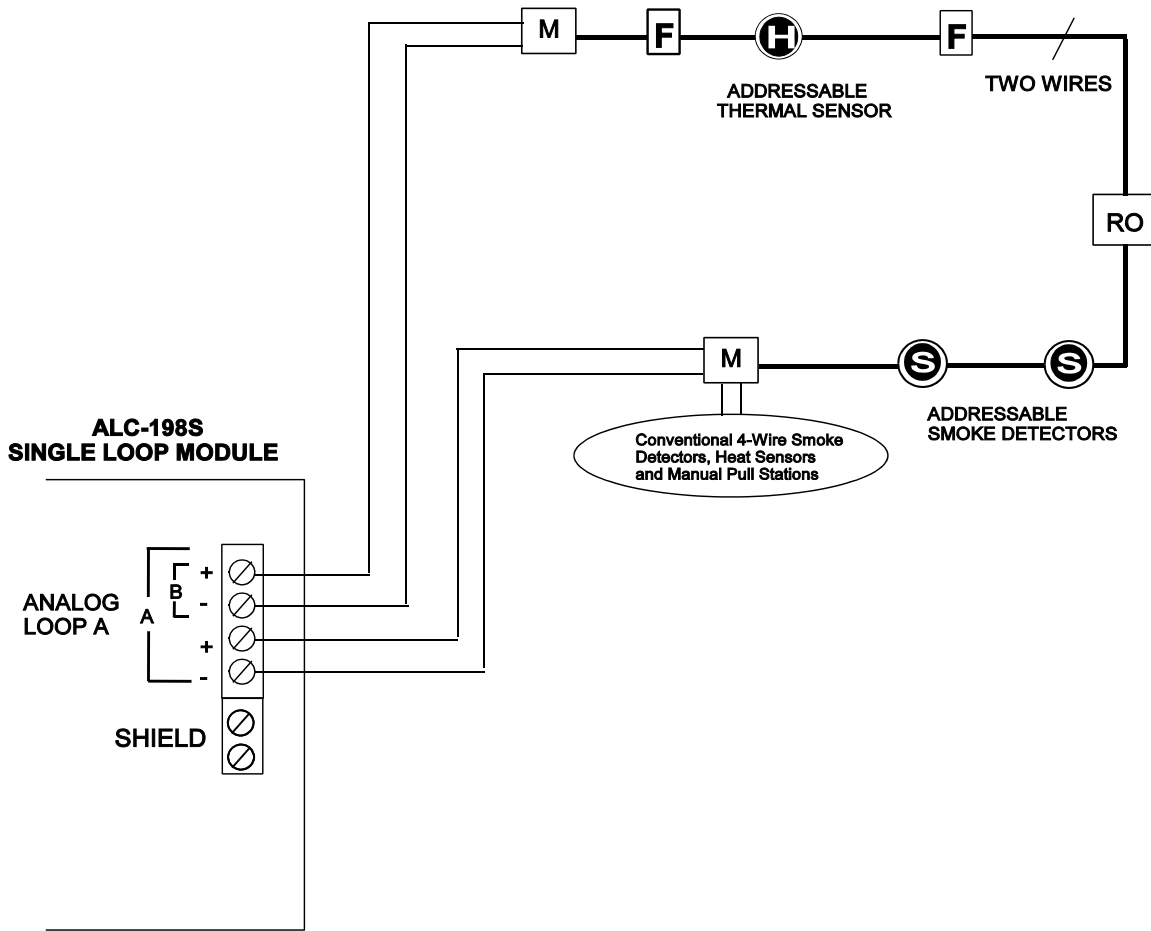 M
F
H
F
TWO WIRES
ADDRESSABLE
THERMAL SENSOR
RO
M
S
S
ADDRESSABLE
SMOKE DETECTORS
Conventional 4-Wire Smoke
Detectors, Heat Sensors
and Manual Pull Stations
ALC-198S
SINGLE LOOP MODULE
ANALOG
LOOP A
A
B
+
-
+
-
SHIELD